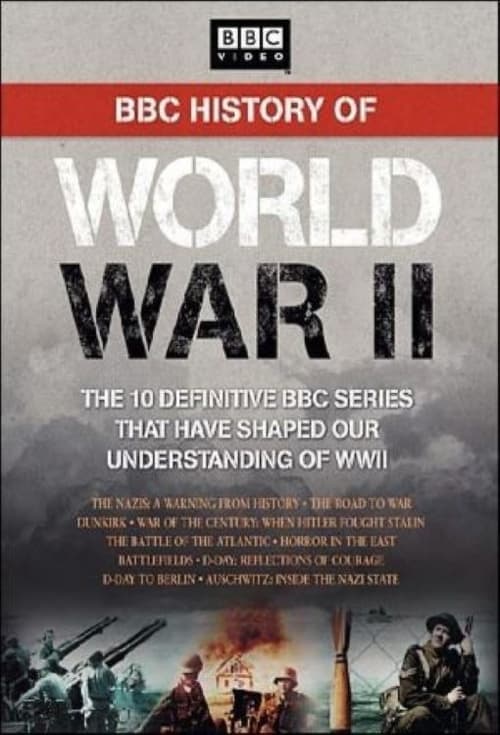 BBC
VIDEO
BBC HISTORY OF
WORLD
WAR II
THE 10 DEFINITIVE BBC SERIES
THAT HAVE SHAPED OUR
UNDERSTANDING OF WWII
THE NAZIS: A WARNING FROM HISTORY • THE ROAD TO WAR
DUNKIRK • WAR OF THE CENTURY: WHEN HITLER FOUGHT STALIN
THE BATTLE OF THE ATLANTIC • HORROR IN THE EAST
BATTLEFIELDS • D-DAY: REFLECTIONS OF COURAGE
D-DAY TO BERLIN • AUSCHWITZ: INSIDE THE NAZI STATE